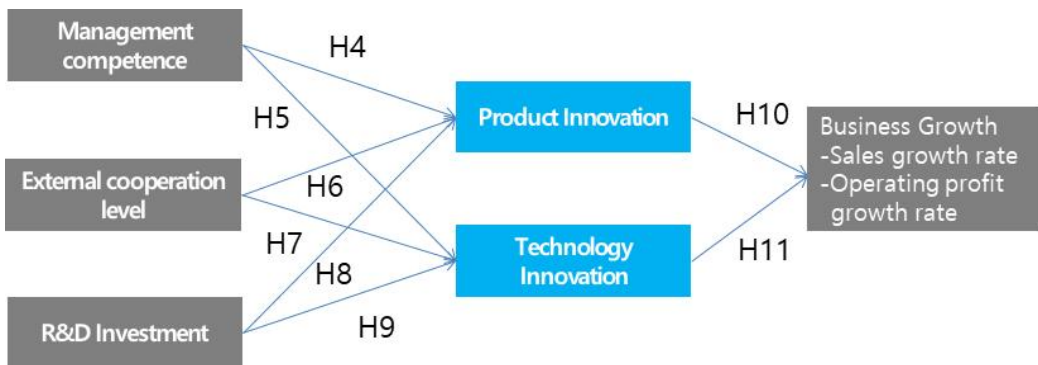 Management
competence
H4
H5
Product Innovation
H10
Business Growth
-Sales growth rate
-Operating profit
growth rate
External cooperation
level
H6
H7
Technology
Innovation
H11
H8
R&D Investment
H9